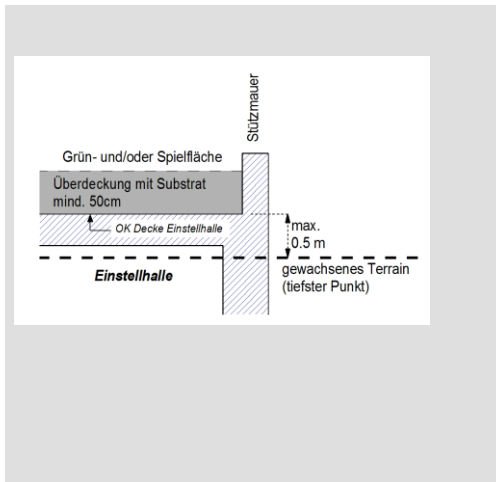 Stützmauer
Grün- und/oder Spielfläche
Überdeckung mit Substrat
mind. 50cm
OK Decke Einstellhalle
max.
0.5 m
Einstellhalle
gewachsenes Terrain
(tiefster Punkt)